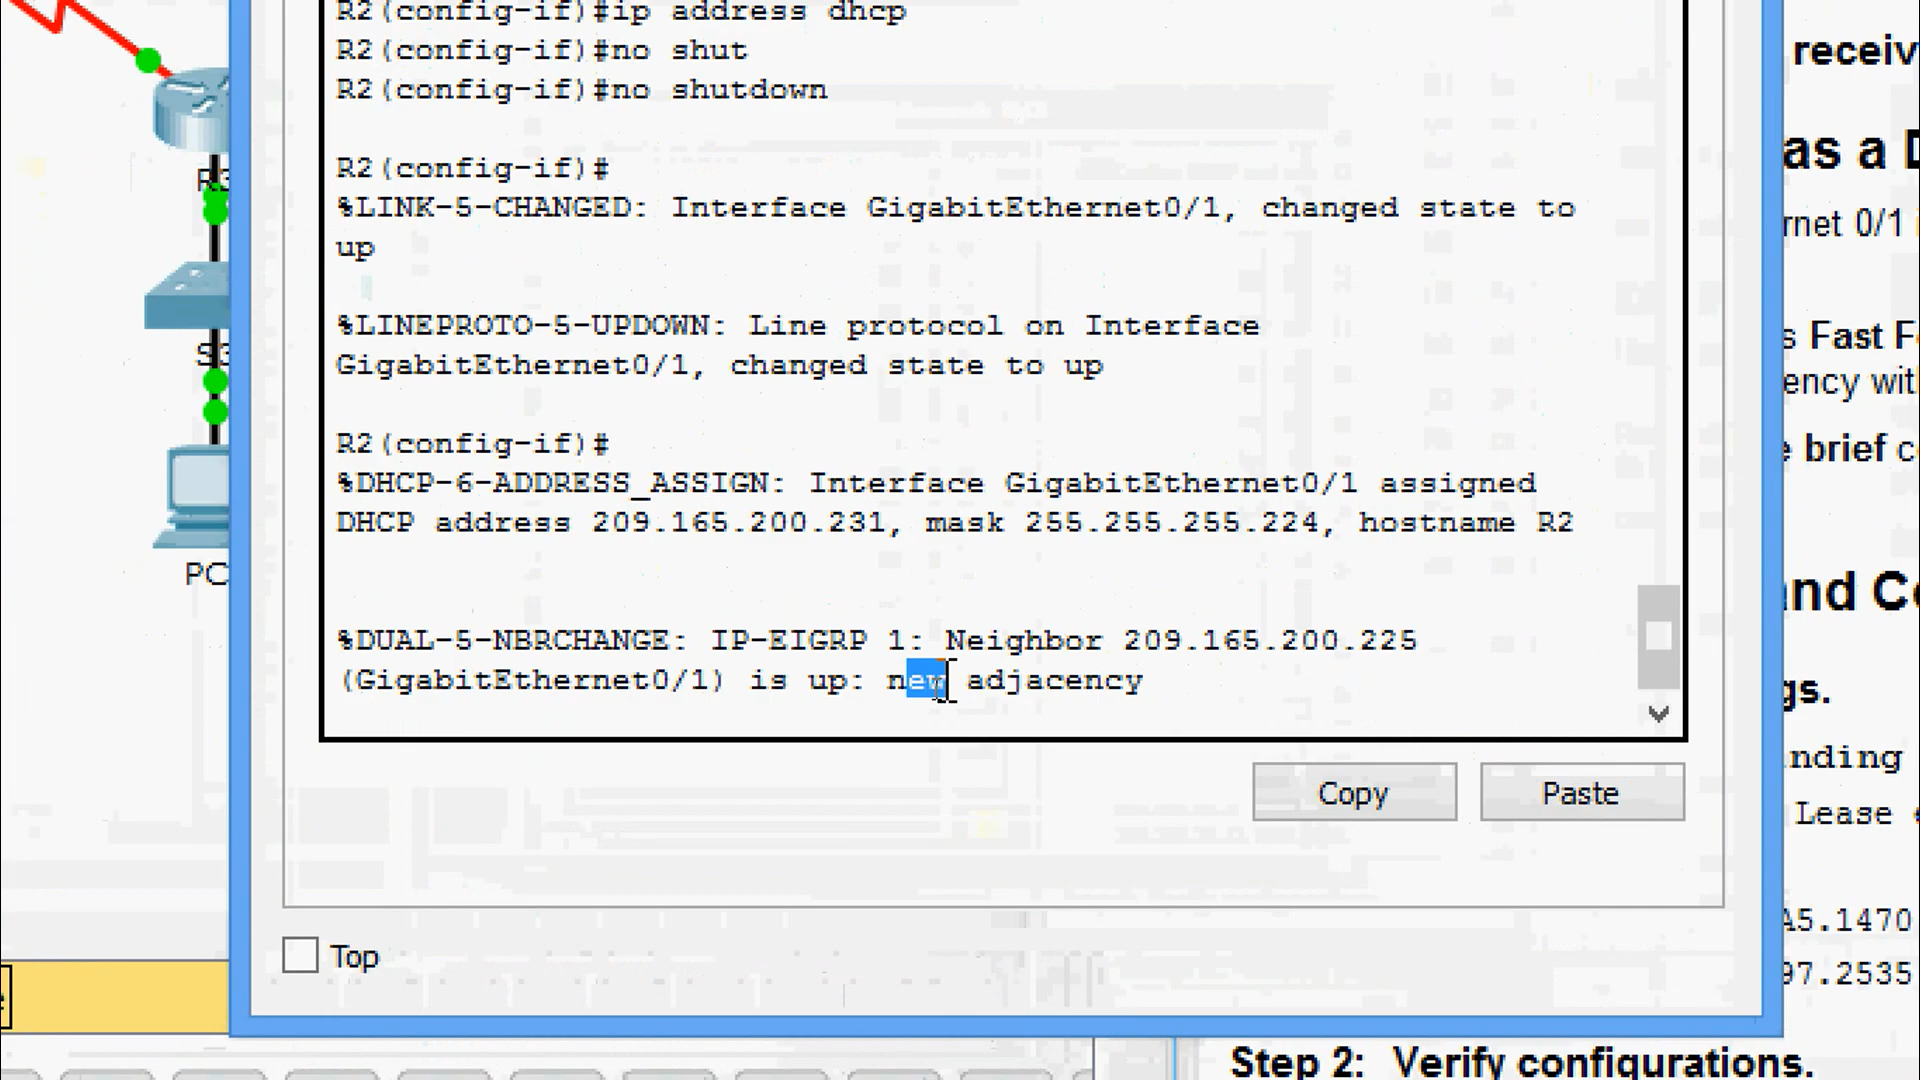 R2(config-if)#ip address dhcp
R2(config-if)#no shut
R2(config-if)#no shutdown
R2(config-if)#
%LINK-5-CHANGED: Interface GigabitEthernet0/1, changed state to
up
%LINEPROTO-5-UPDOWN: Line protocol on Interface
GigabitEthernet0/1, changed state to up
R2(config-if)#
%DHCP-6-ADDRESS_ASSIGN: Interface GigabitEthernet0/1 assigned
DHCP address 209.165.200.231, mask 255.255.255.224, hostname R2
%DUAL-5-NBRCHANGE: IP-EIGRP 1: Neighbor 209.165.200.225
(GigabitEthernet0/1) is up: new adjacency
Copy
Paste
Top
R3
S3
PC
receiv
as a D
rnet 0/1
s Fast F
ency wit
brief c
nd Co
gs.
nding
Lease
A5.1470
97.2535
Step 2: Verify configurations.